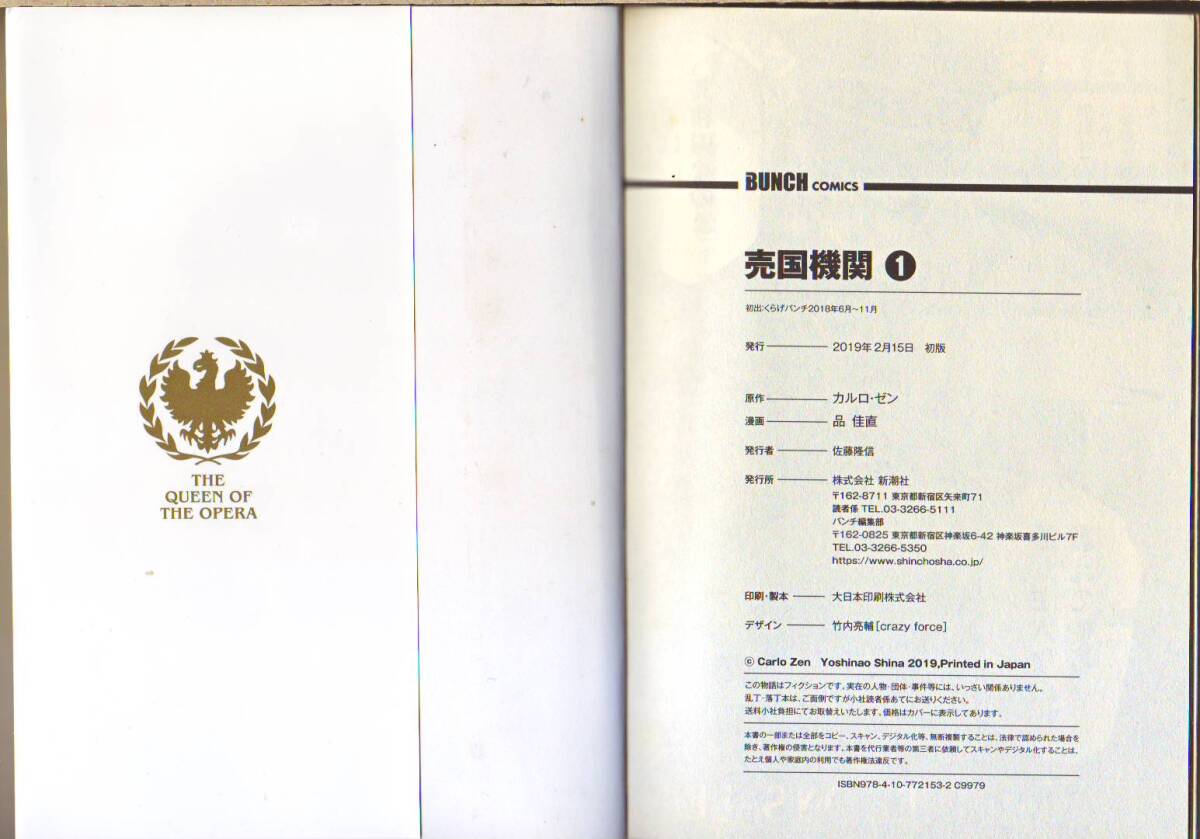 THE
QUEEN OF
THE OPERA
BUNCH COMICS
売国機関 ❶
初出:くらげバンチ2018年6月〜11月
発行 2019年2月15日 初版
原作 カルロ・ゼン
漫画 品 佳直
発行者 佐藤隆信
発行所 株式会社 新潮社
〒162-8711 東京都新宿区矢来町71
読者係 TEL.03-3266-5111
バンチ編集部
〒162-0825 東京都新宿区神楽坂6-42 神楽坂喜多川ビル7F
TEL.03-3266-5350
https://www.shinchosha.co.jp/
印刷・製本 大日本印刷株式会社
デザイン 竹内亮輔[crazy force]
© Carlo Zen Yoshinao Shina 2019,Printed in Japan
この物語はフィクションです。実在の人物・団体・事件等には、いっさい関係ありません。
乱丁・落丁本は、ご面倒ですが小社読者係あてにお送りください。
送料小社負担にてお取替えいたします。価格はカバーに表示してあります。
本書の一部または全部をコピー、スキャン、デジタル化等、無断複製することは、法律で認められた場合を
除き、著作権の侵害となります。本書を代行業者等の第三者に依頼してスキャンやデジタル化することは、
たとえ個人や家庭内の利用でも著作権法違反です。
ISBN978-4-10-772153-2 C9979